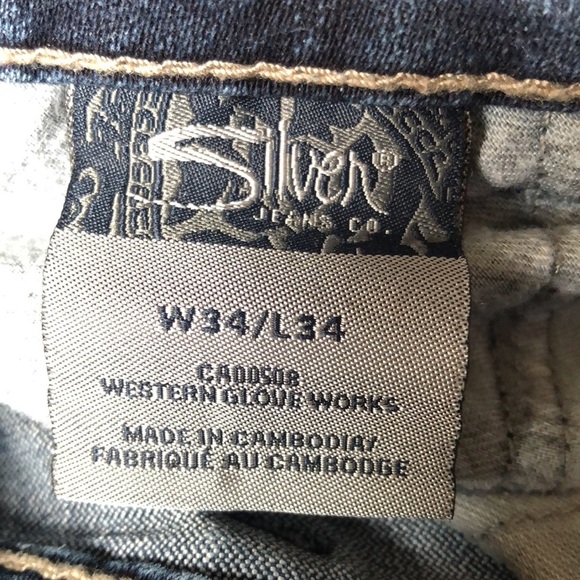 Silver®
JEANS CO.
W34/L34
CA00508
WESTERN GLOVE WORKS
MADE IN CAMBODIA/
FABRIQUÉ AU CAMBODGE